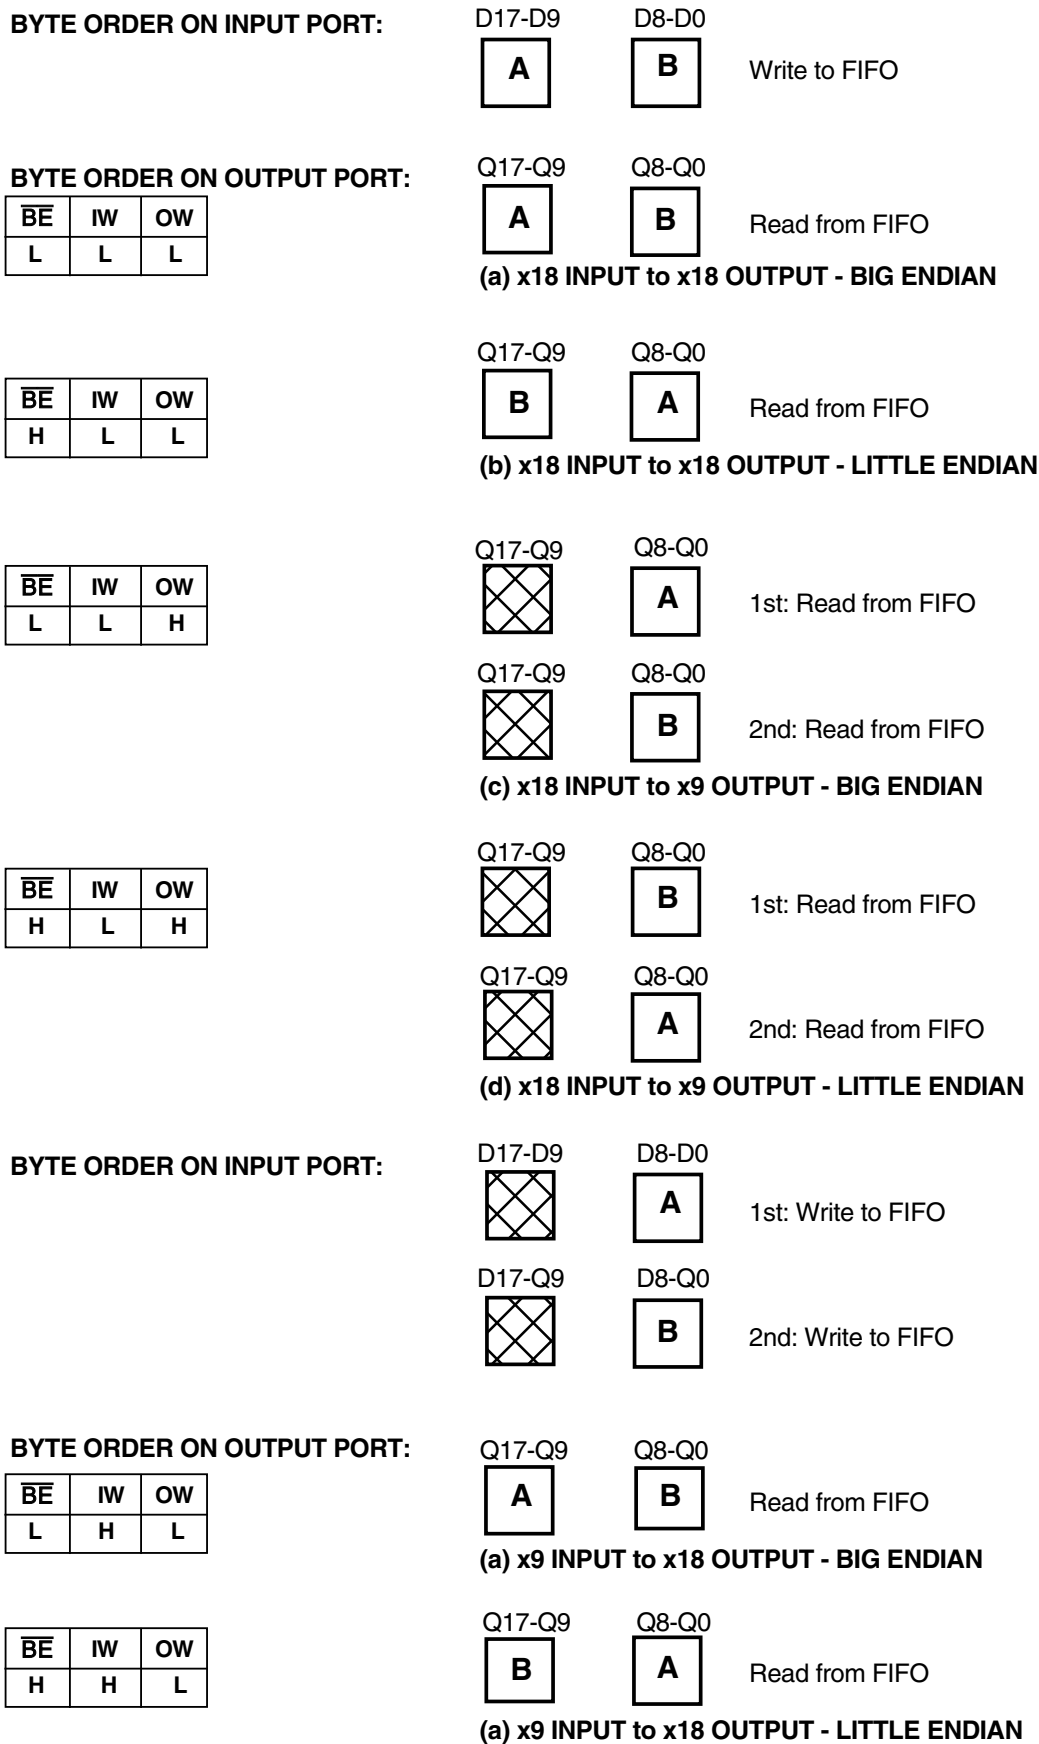 BYTE ORDER ON INPUT PORT:
D17-D9 D8-D0
A B Write to FIFO
BYTE ORDER ON OUTPUT PORT:
Q17-Q9 Q8-Q0
B̅E̅ IW OW
L L L
A B Read from FIFO
(a) x18 INPUT to x18 OUTPUT - BIG ENDIAN
Q17-Q9 Q8-Q0
B̅E̅ IW OW
H L L
B A Read from FIFO
(b) x18 INPUT to x18 OUTPUT - LITTLE ENDIAN
Q17-Q9 Q8-Q0
B̅E̅ IW OW
L L H
A 1st: Read from FIFO
Q17-Q9 Q8-Q0
B 2nd: Read from FIFO
(c) x18 INPUT to x9 OUTPUT - BIG ENDIAN
Q17-Q9 Q8-Q0
B̅E̅ IW OW
H L H
B 1st: Read from FIFO
Q17-Q9 Q8-Q0
A 2nd: Read from FIFO
(d) x18 INPUT to x9 OUTPUT - LITTLE ENDIAN
BYTE ORDER ON INPUT PORT:
D17-D9 D8-D0
A 1st: Write to FIFO
D17-Q9 D8-Q0
B 2nd: Write to FIFO
BYTE ORDER ON OUTPUT PORT:
Q17-Q9 Q8-Q0
B̅E̅ IW OW
L H L
A B Read from FIFO
(a) x9 INPUT to x18 OUTPUT - BIG ENDIAN
Q17-Q9 Q8-Q0
B̅E̅ IW OW
H H L
B A Read from FIFO
(a) x9 INPUT to x18 OUTPUT - LITTLE ENDIAN